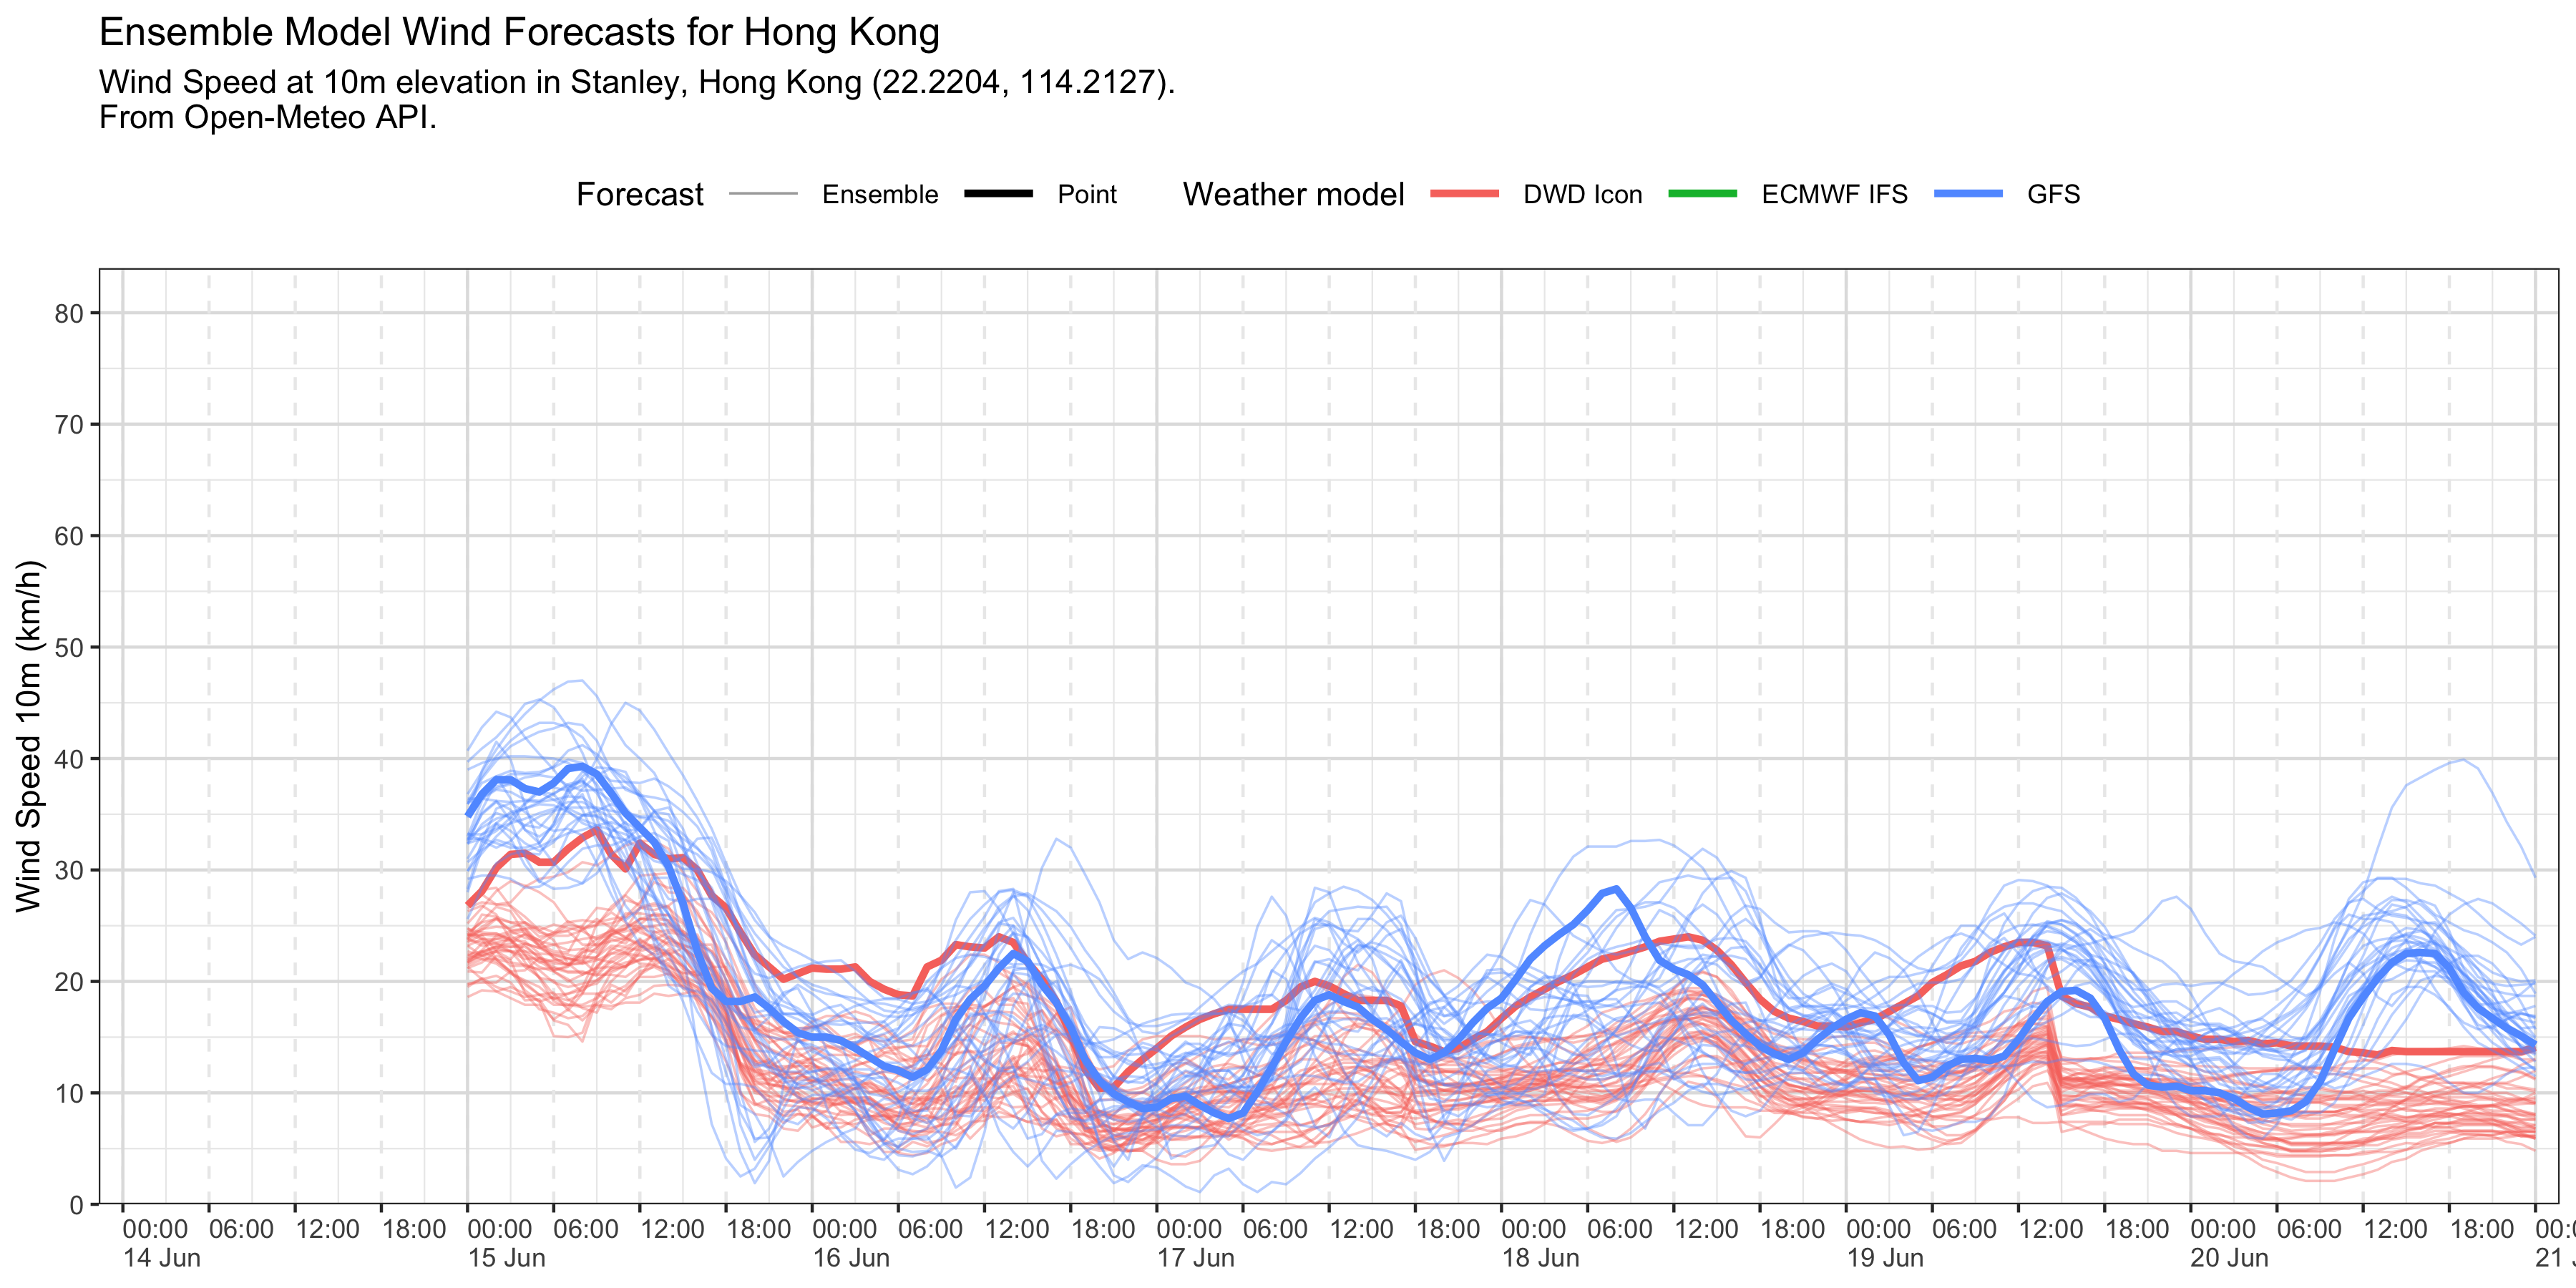 Ensemble Model Wind Forecasts for Hong Kong
Wind Speed at 10m elevation in Stanley, Hong Kong (22.2204, 114.2127).
From Open-Meteo API.
Forecast Ensemble Point Weather model DWD Icon ECMWF IFS GFS
Wind Speed 10m (km/h)
80
70
60
50
40
30
20
10
0
00:00 06:00 12:00 18:00 00:00 06:00 12:00 18:00 00:00 06:00 12:00 18:00 00:00 06:00 12:00 18:00 00:00 06:00 12:00 18:00 00:00 06:00 12:00 18:00 00:00 06:00 12:00 18:00 00:0
14 Jun 15 Jun 16 Jun 17 Jun 18 Jun 19 Jun 20 Jun 21 J